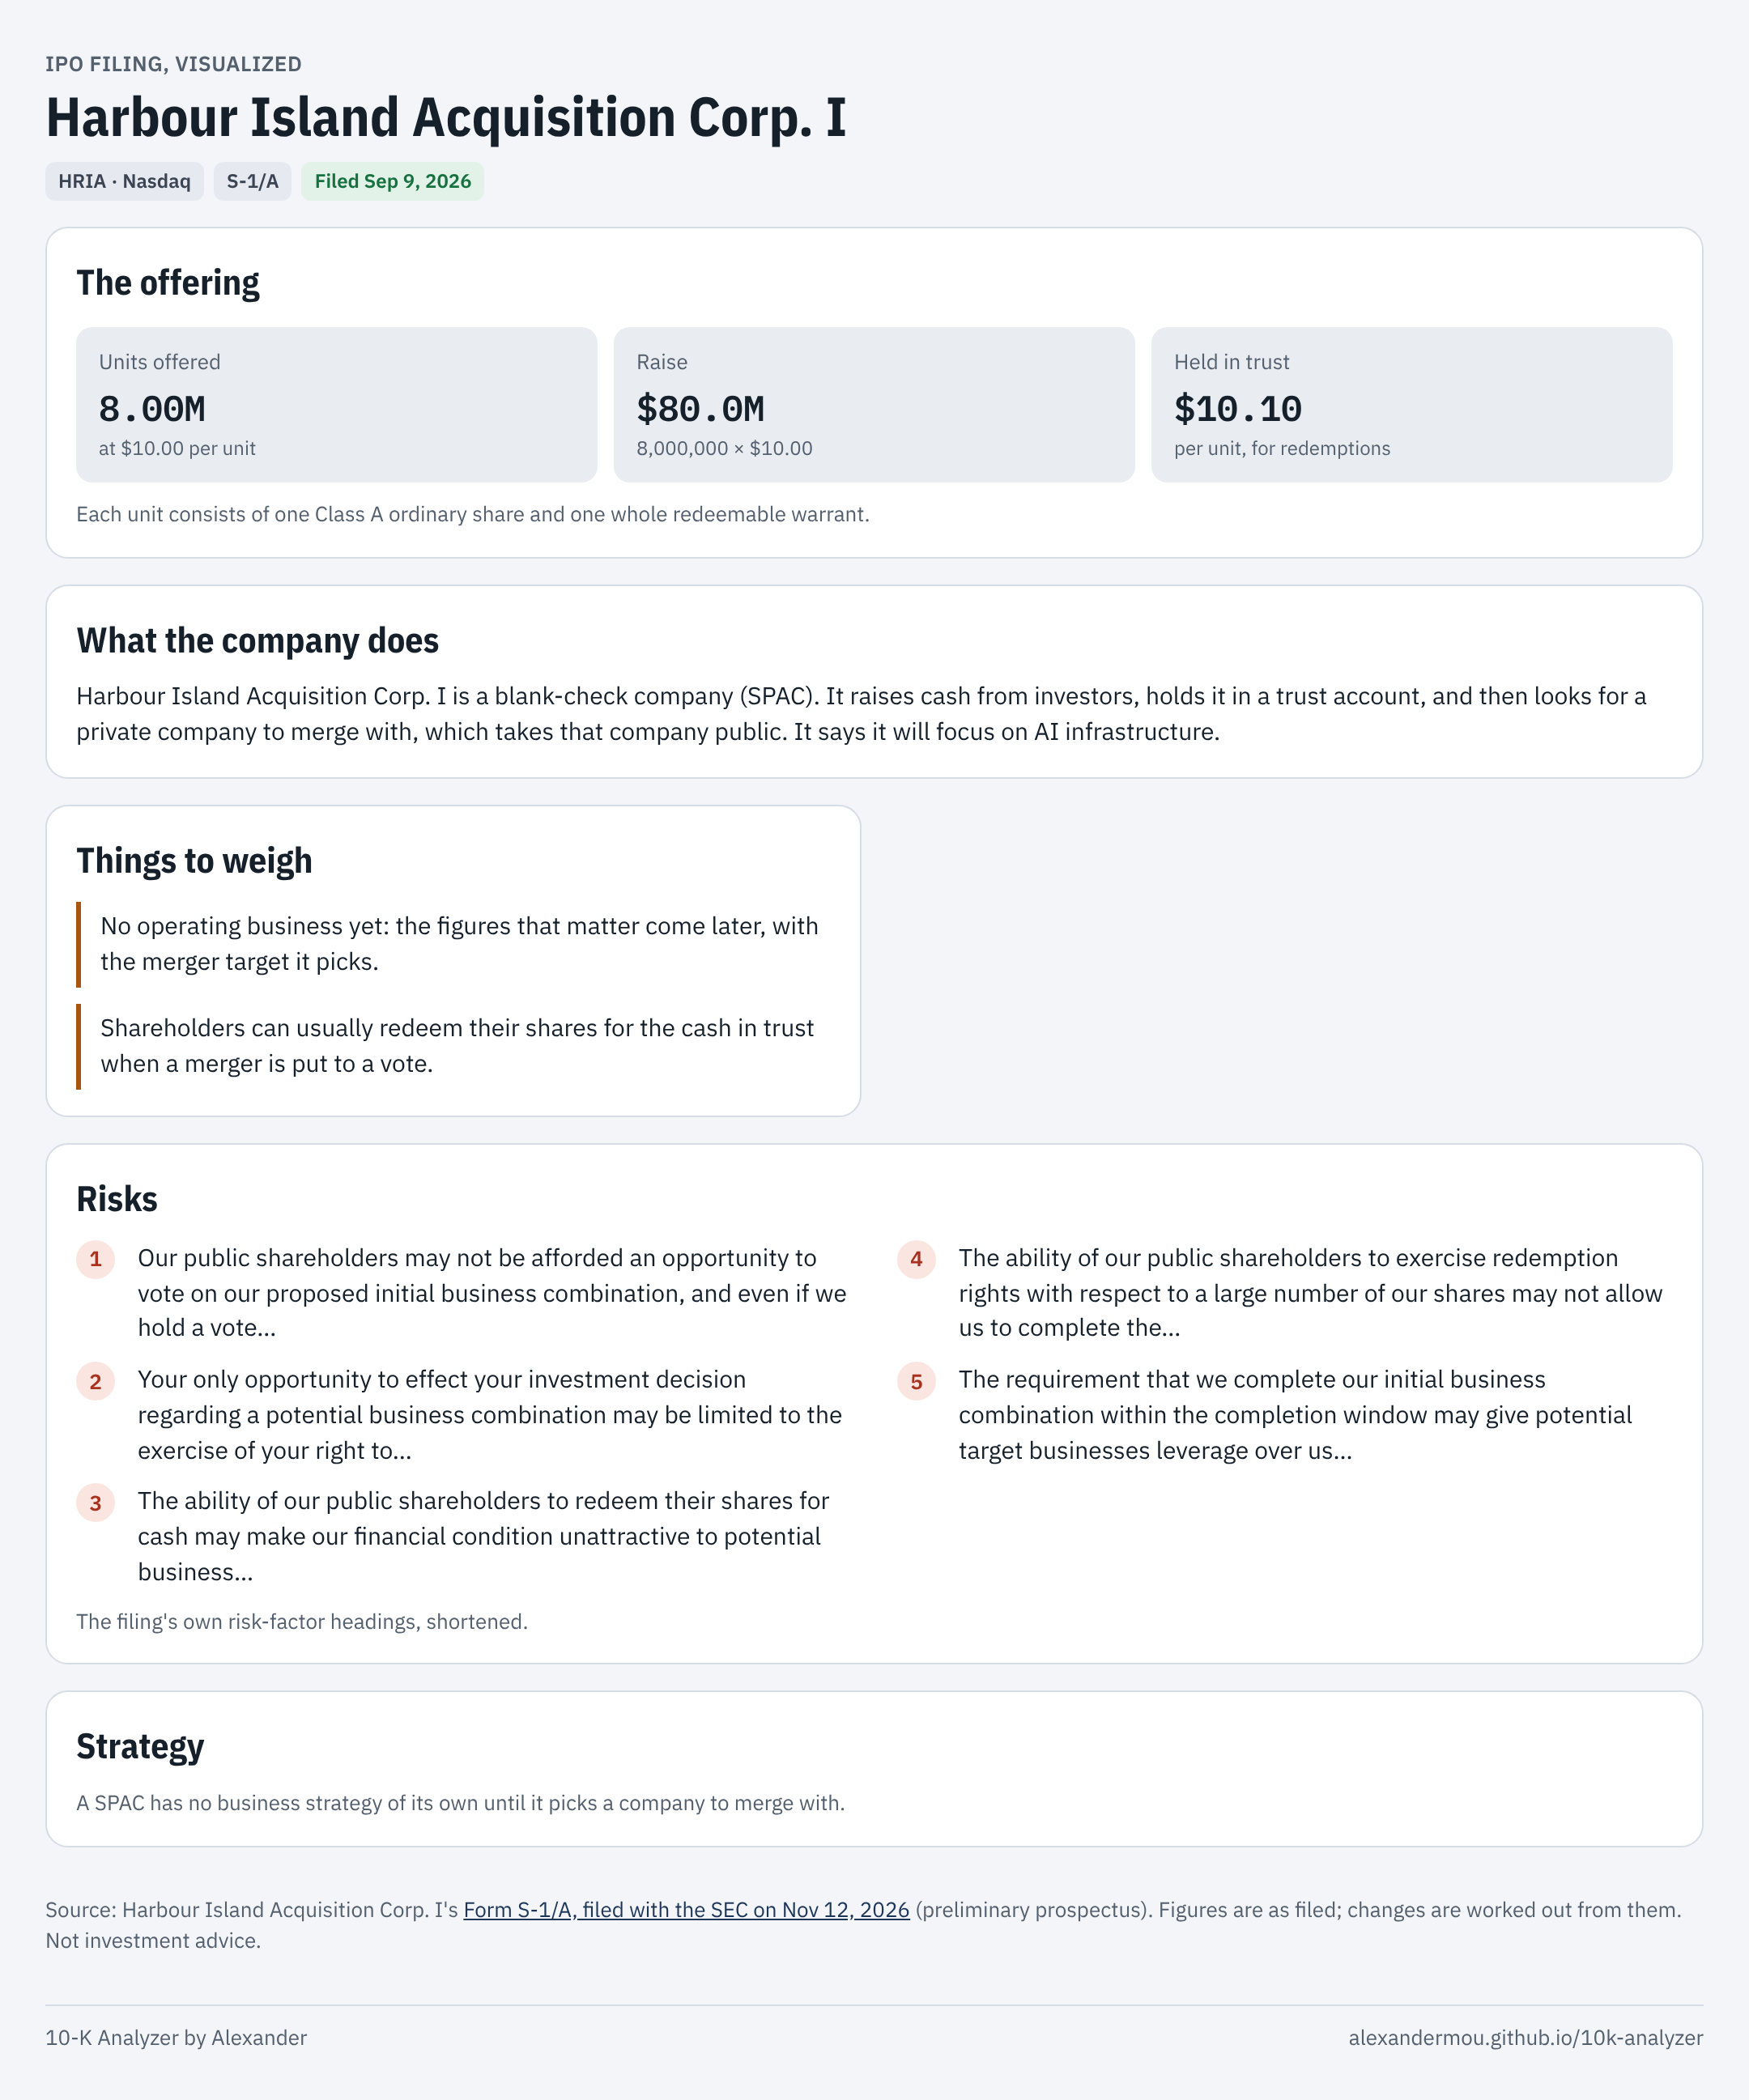 IPO FILING, VISUALIZED
Harbour Island Acquisition Corp. I
HRIA · Nasdaq
S-1/A
Filed Sep 9, 2026
The offering
Units offered
8.00M
at $10.00 per unit
Raise
$80.0M
8,000,000 × $10.00
Held in trust
$10.10
per unit, for redemptions
Each unit consists of one Class A ordinary share and one whole redeemable warrant.
What the company does
Harbour Island Acquisition Corp. I is a blank-check company (SPAC). It raises cash from investors, holds it in a trust account, and then looks for a
private company to merge with, which takes that company public. It says it will focus on AI infrastructure.
Things to weigh
No operating business yet: the figures that matter come later, with
the merger target it picks.
Shareholders can usually redeem their shares for the cash in trust
when a merger is put to a vote.
Risks
1 Our public shareholders may not be afforded an opportunity to
vote on our proposed initial business combination, and even if we
hold a vote...
2 Your only opportunity to effect your investment decision
regarding a potential business combination may be limited to the
exercise of your right to...
3 The ability of our public shareholders to redeem their shares for
cash may make our financial condition unattractive to potential
business...
4 The ability of our public shareholders to exercise redemption
rights with respect to a large number of our shares may not allow
us to complete the...
5 The requirement that we complete our initial business
combination within the completion window may give potential
target businesses leverage over us...
The filing's own risk-factor headings, shortened.
Strategy
A SPAC has no business strategy of its own until it picks a company to merge with.
Source: Harbour Island Acquisition Corp. I's Form S-1/A, filed with the SEC on Nov 12, 2026 (preliminary prospectus). Figures are as filed; changes are worked out from them.
Not investment advice.
10-K Analyzer by Alexander
alexandermou.github.io/10k-analyzer